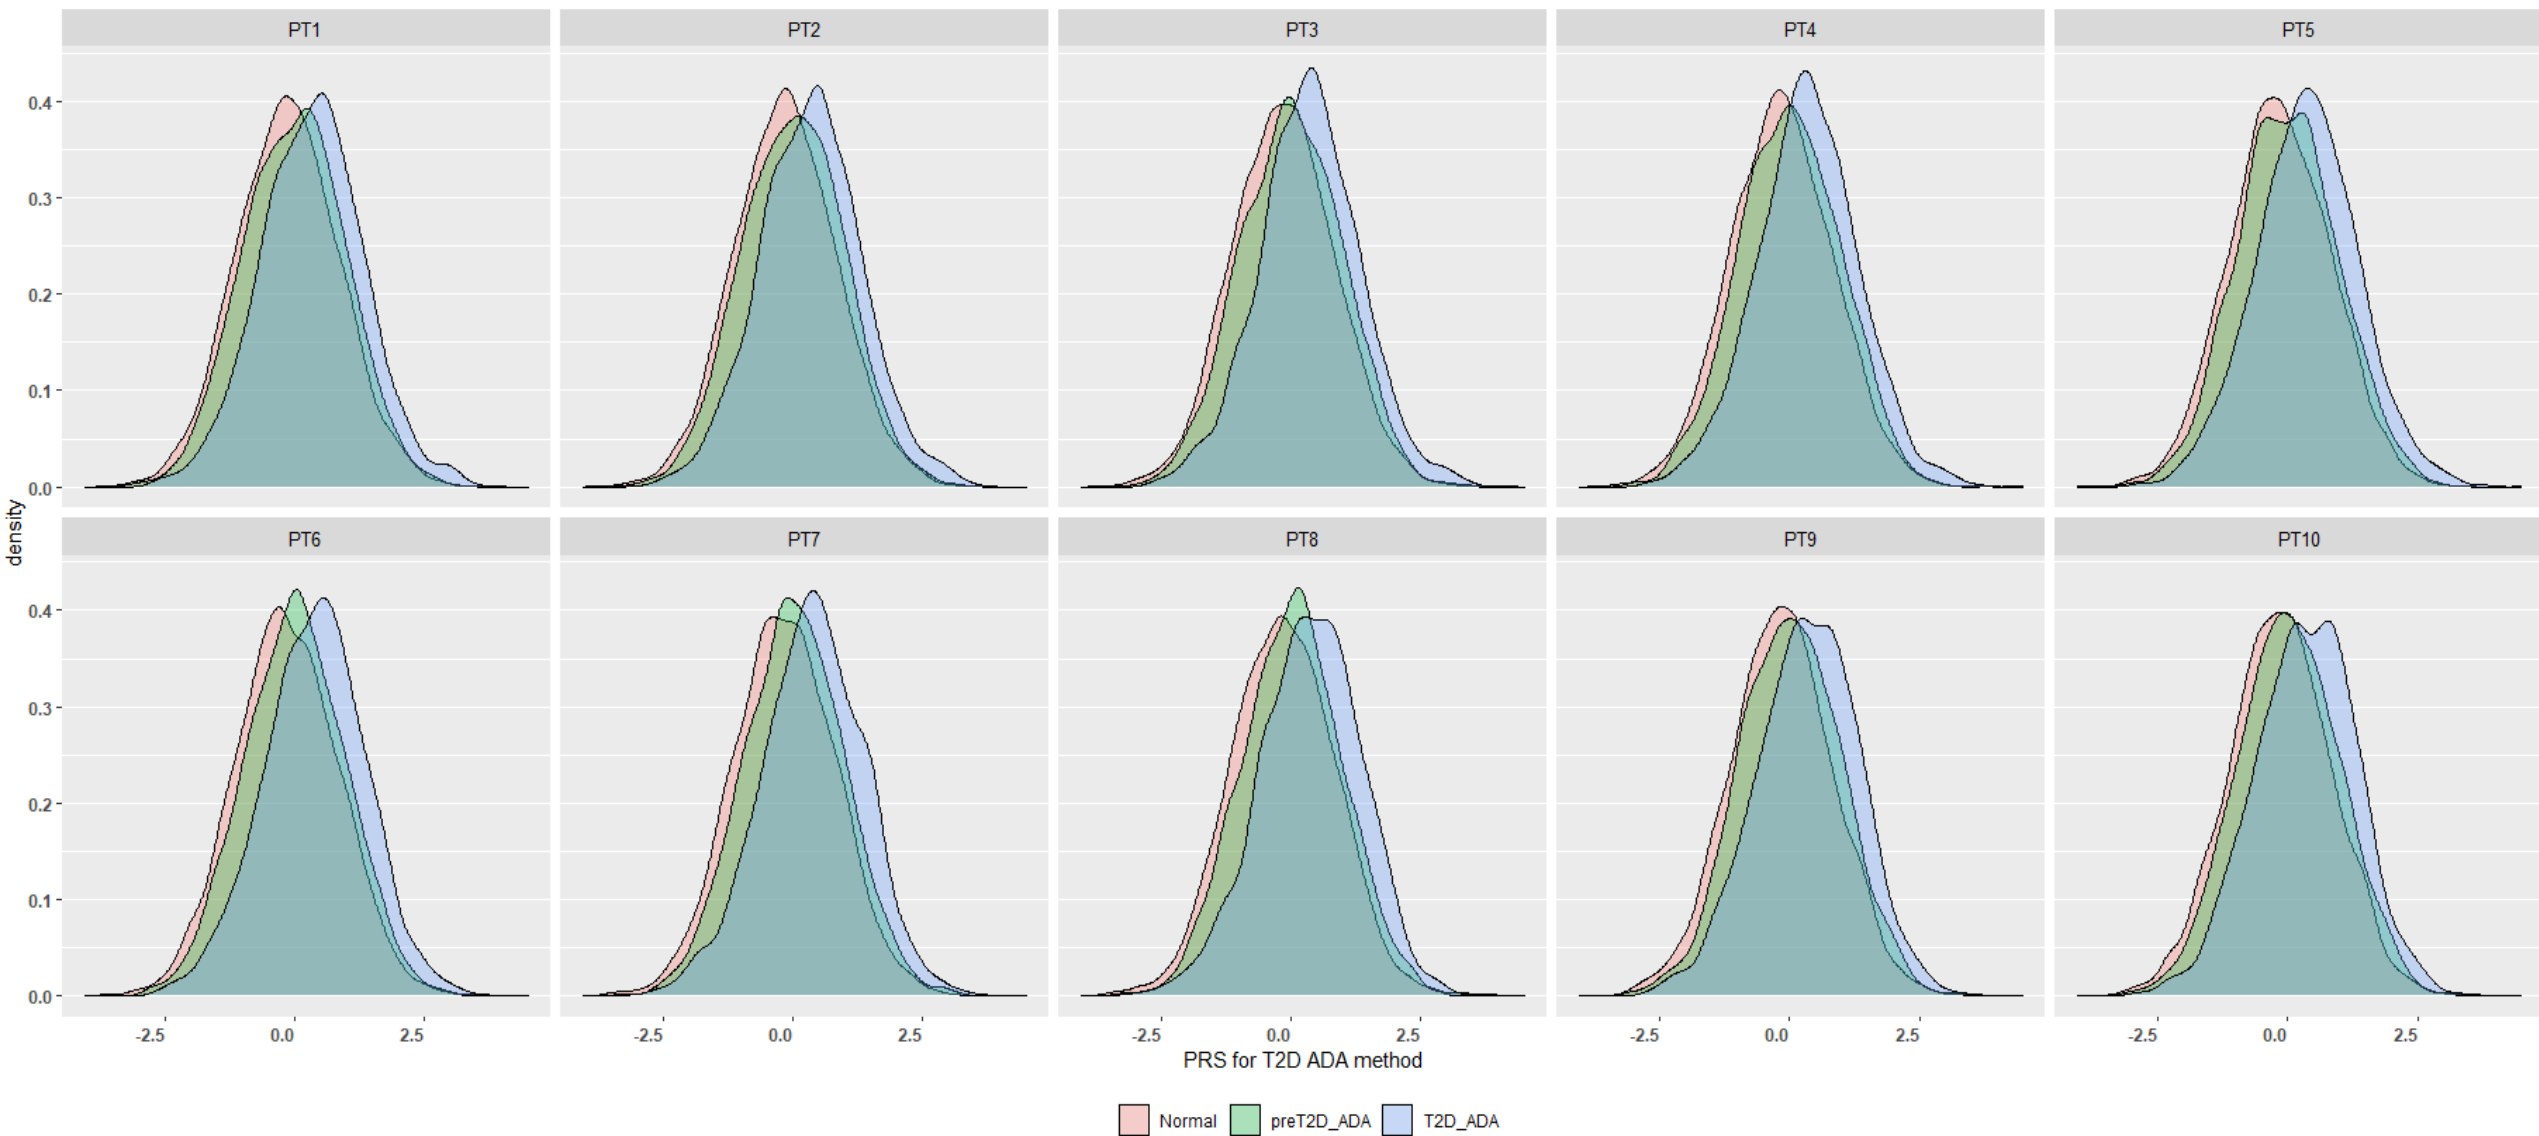 PT1 PT2 PT3 PT4 PT5
0.4
0.3
0.2
0.1
0.0
density
PT6 PT7 PT8 PT9 PT10
0.4
0.3
0.2
0.1
0.0
-2.5 0.0 2.5 -2.5 0.0 2.5 -2.5 0.0 2.5 -2.5 0.0 2.5 -2.5 0.0 2.5
PRS for T2D ADA method
Normal preT2D_ADA T2D_ADA